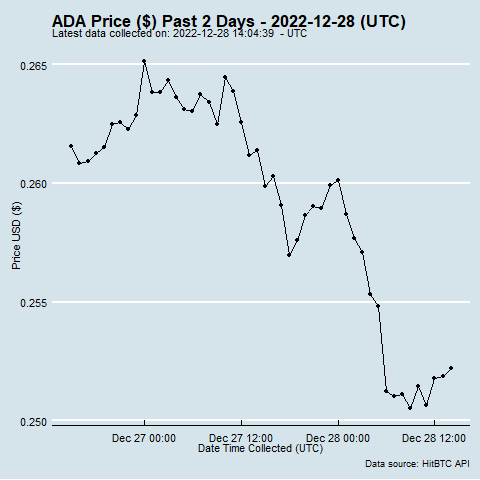 ADA Price ($) Past 2 Days - 2022-12-28 (UTC)
Latest data collected on: 2022-12-28 14:04:39 - UTC
0.265
0.260
0.255
0.250
Price USD ($)
Dec 27 00:00 Dec 27 12:00 Dec 28 00:00 Dec 28 12:00
Date Time Collected (UTC)
Data source: HitBTC API